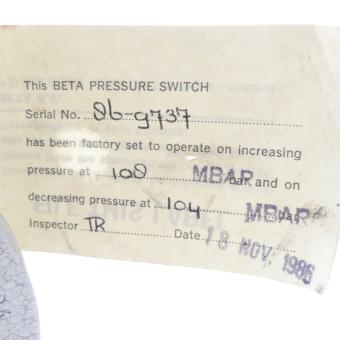 This BETA PRESSURE SWITCH
Serial No. 86-9737
has been factory set to operate on increasing
pressure at 108 MBAR bar and on
decreasing pressure at 104 MBAR bar
Inspector TR Date 18 NOV. 1986